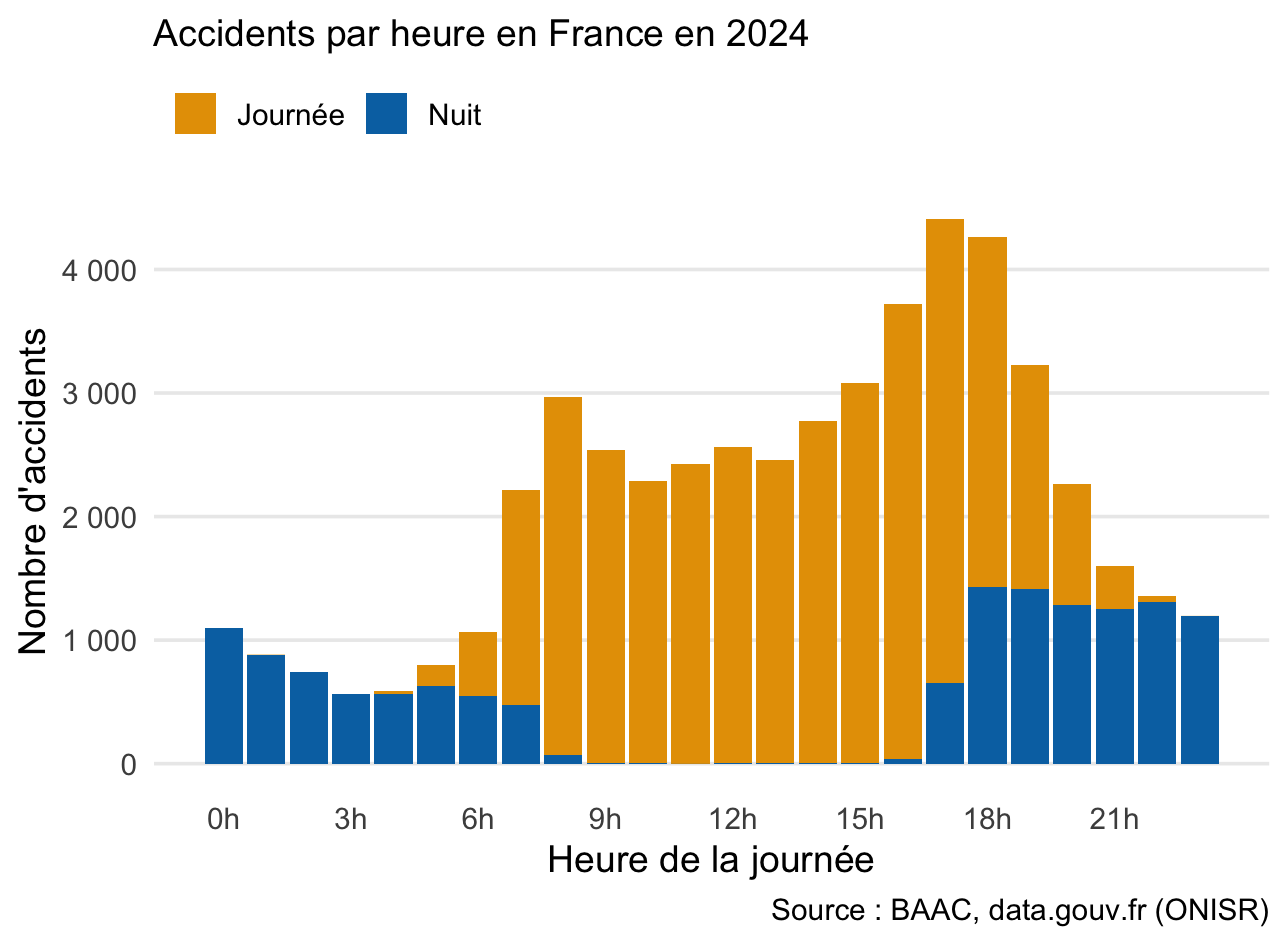 Accidents par heure en France en 2024
Journée Nuit
4 000
3 000
2 000
1 000
0
Nombre d'accidents
0h 3h 6h 9h 12h 15h 18h 21h
Heure de la journée
Source : BAAC, data.gouv.fr (ONISR)